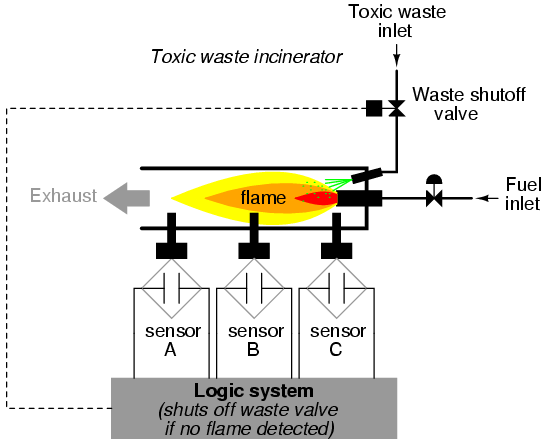 Toxic waste
inlet
Toxic waste incinerator
Waste shutoff
valve
Exhaust
flame
Fuel
inlet
sensor
A
sensor
B
sensor
C
Logic system
(shuts off waste valve
if no flame detected)